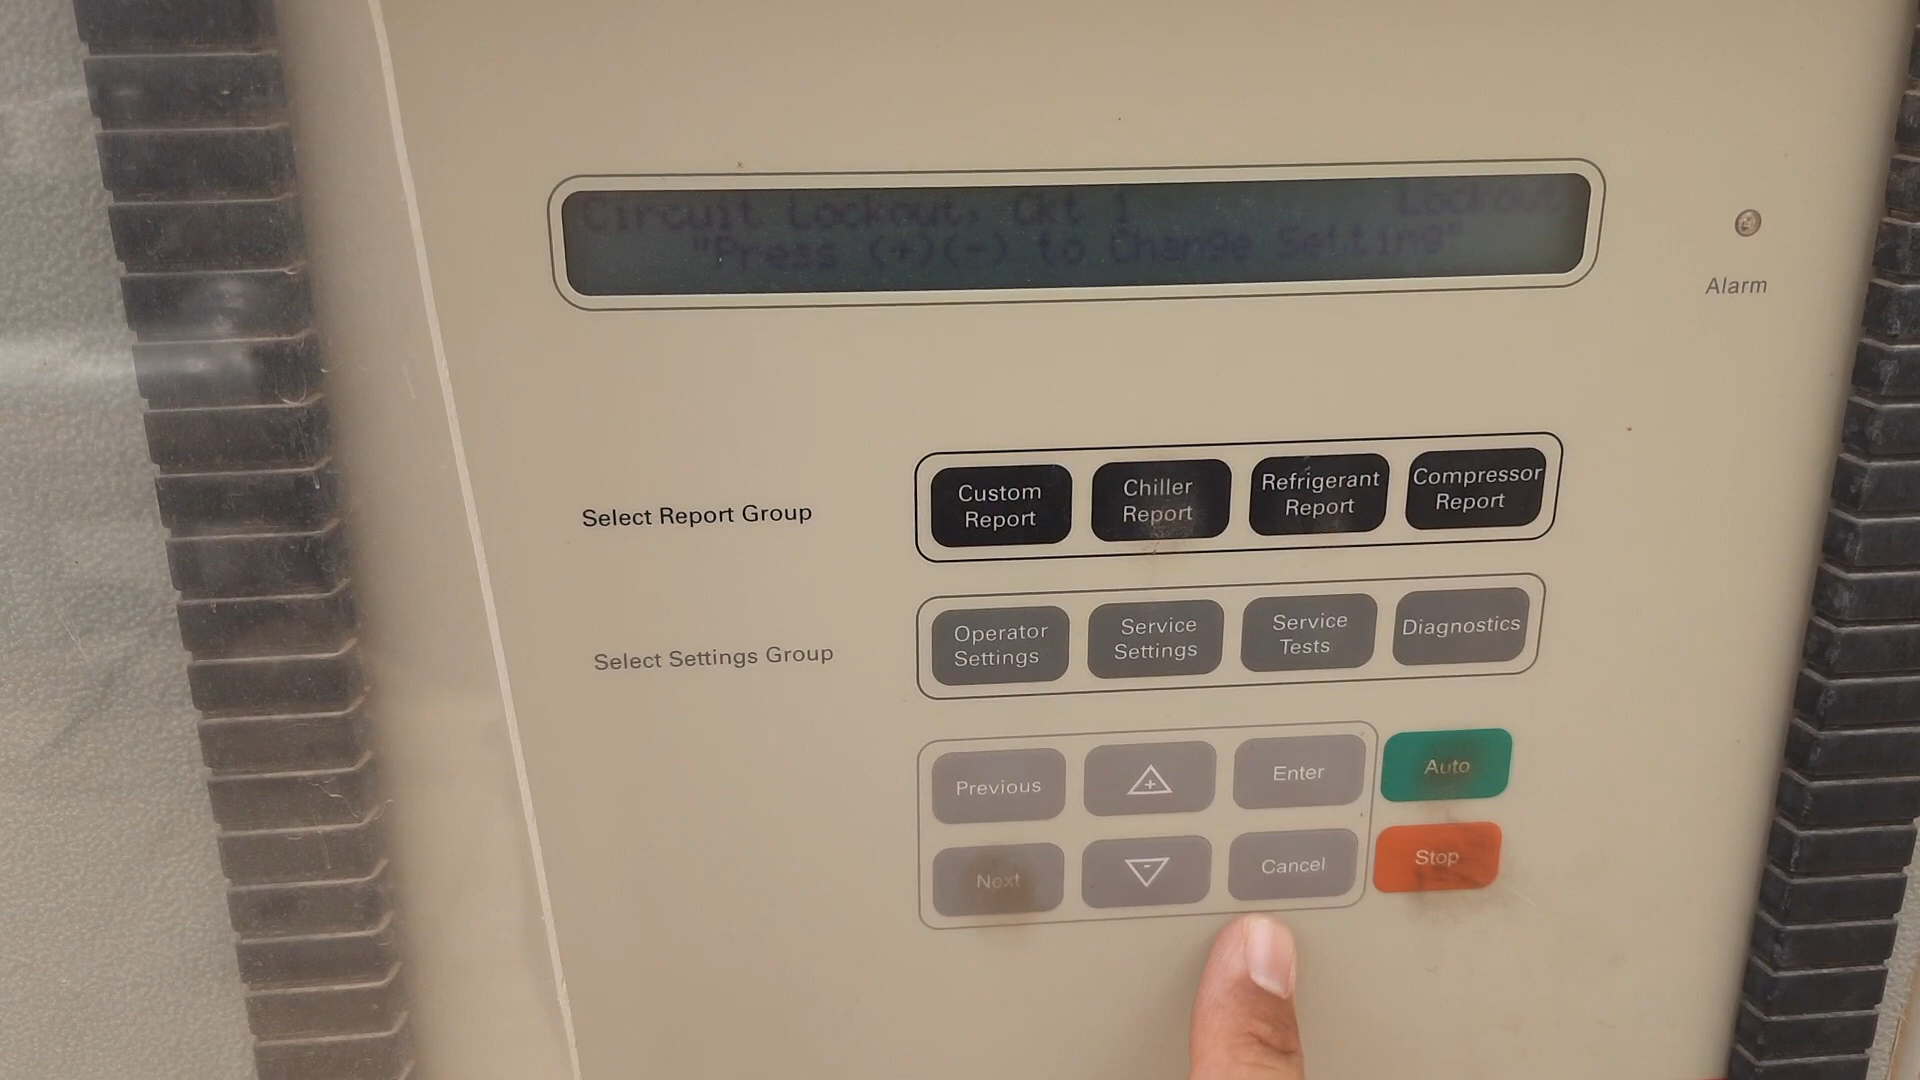 Circuit Lockout, Ckt 1 Lockout
"Press (+)(-) to Change Setting"
Alarm
Select Report Group
Custom Report
Chiller Report
Refrigerant Report
Compressor Report
Select Settings Group
Operator Settings
Service Settings
Service Tests
Diagnostics
Previous
+
Enter
Auto
Next
-
Cancel
Stop